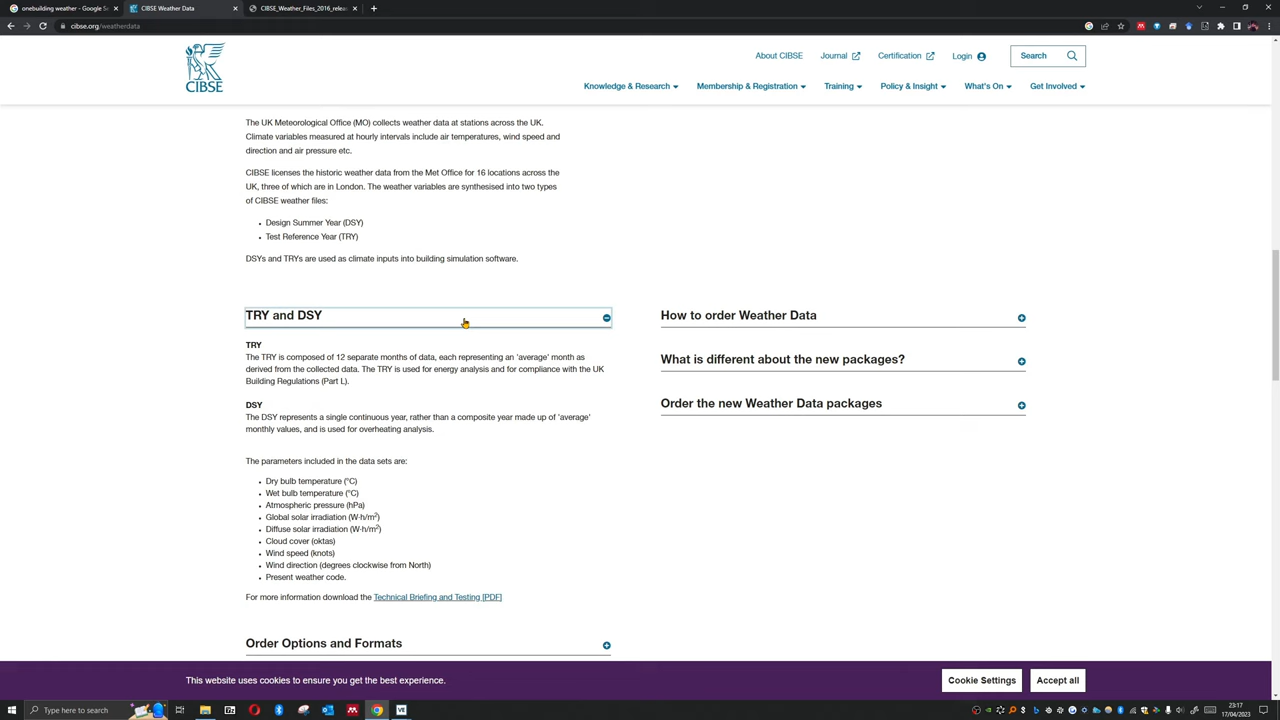 onebuilding weather - Google S
CIBSE Weather Data
CIBSE_Weather_Files_2016_releas
cibse.org/weatherdata
CIBSE
About CIBSE
Journal
Certification
Login
Search
Knowledge & Research
Membership & Registration
Training
Policy & Insight
What's On
Get Involved
The UK Meteorological Office (MO) collects weather data at stations across the UK.
Climate variables measured at hourly intervals include air temperatures, wind speed and
direction and air pressure etc.
CIBSE licenses the historic weather data from the Met Office for 16 locations across the
UK, three of which are in London. The weather variables are synthesised into two types
of CIBSE weather files:
• Design Summer Year (DSY)
• Test Reference Year (TRY)
DSYs and TRYs are used as climate inputs into building simulation software.
TRY and DSY
TRY
The TRY is composed of 12 separate months of data, each representing an 'average' month as
derived from the collected data. The TRY is used for energy analysis and for compliance with the UK
Building Regulations (Part L).
DSY
The DSY represents a single continuous year, rather than a composite year made up of 'average'
monthly values, and is used for overheating analysis.
The parameters included in the data sets are:
• Dry bulb temperature (°C)
• Wet bulb temperature (°C)
• Atmospheric pressure (hPa)
• Global solar irradiation (W·h/m²)
• Diffuse solar irradiation (W·h/m²)
• Cloud cover (oktas)
• Wind speed (knots)
• Wind direction (degrees clockwise from North)
• Present weather code.
For more information download the Technical Briefing and Testing [PDF]
Order Options and Formats
How to order Weather Data
What is different about the new packages?
Order the new Weather Data packages
This website uses cookies to ensure you get the best experience.
Cookie Settings
Accept all
Type here to search
23:17
17/04/2023